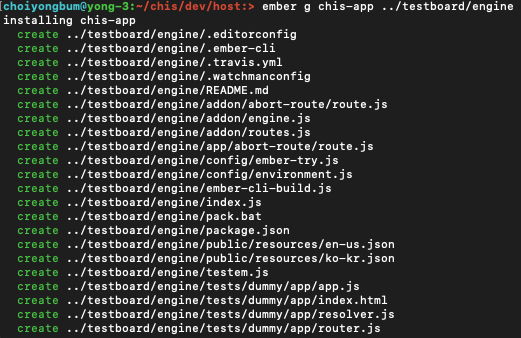 [choiyongbum@yong-3:~/chis/dev/host:> ember g chis-app ../testboard/engine
installing chis-app
create ../testboard/engine/.editorconfig
create ../testboard/engine/.ember-cli
create ../testboard/engine/.travis.yml
create ../testboard/engine/.watchmanconfig
create ../testboard/engine/README.md
create ../testboard/engine/addon/abort-route/route.js
create ../testboard/engine/addon/engine.js
create ../testboard/engine/addon/routes.js
create ../testboard/engine/app/abort-route/route.js
create ../testboard/engine/config/ember-try.js
create ../testboard/engine/config/environment.js
create ../testboard/engine/ember-cli-build.js
create ../testboard/engine/index.js
create ../testboard/engine/pack.bat
create ../testboard/engine/package.json
create ../testboard/engine/public/resources/en-us.json
create ../testboard/engine/public/resources/ko-kr.json
create ../testboard/engine/testem.js
create ../testboard/engine/tests/dummy/app/app.js
create ../testboard/engine/tests/dummy/app/index.html
create ../testboard/engine/tests/dummy/app/resolver.js
create ../testboard/engine/tests/dummy/app/router.js